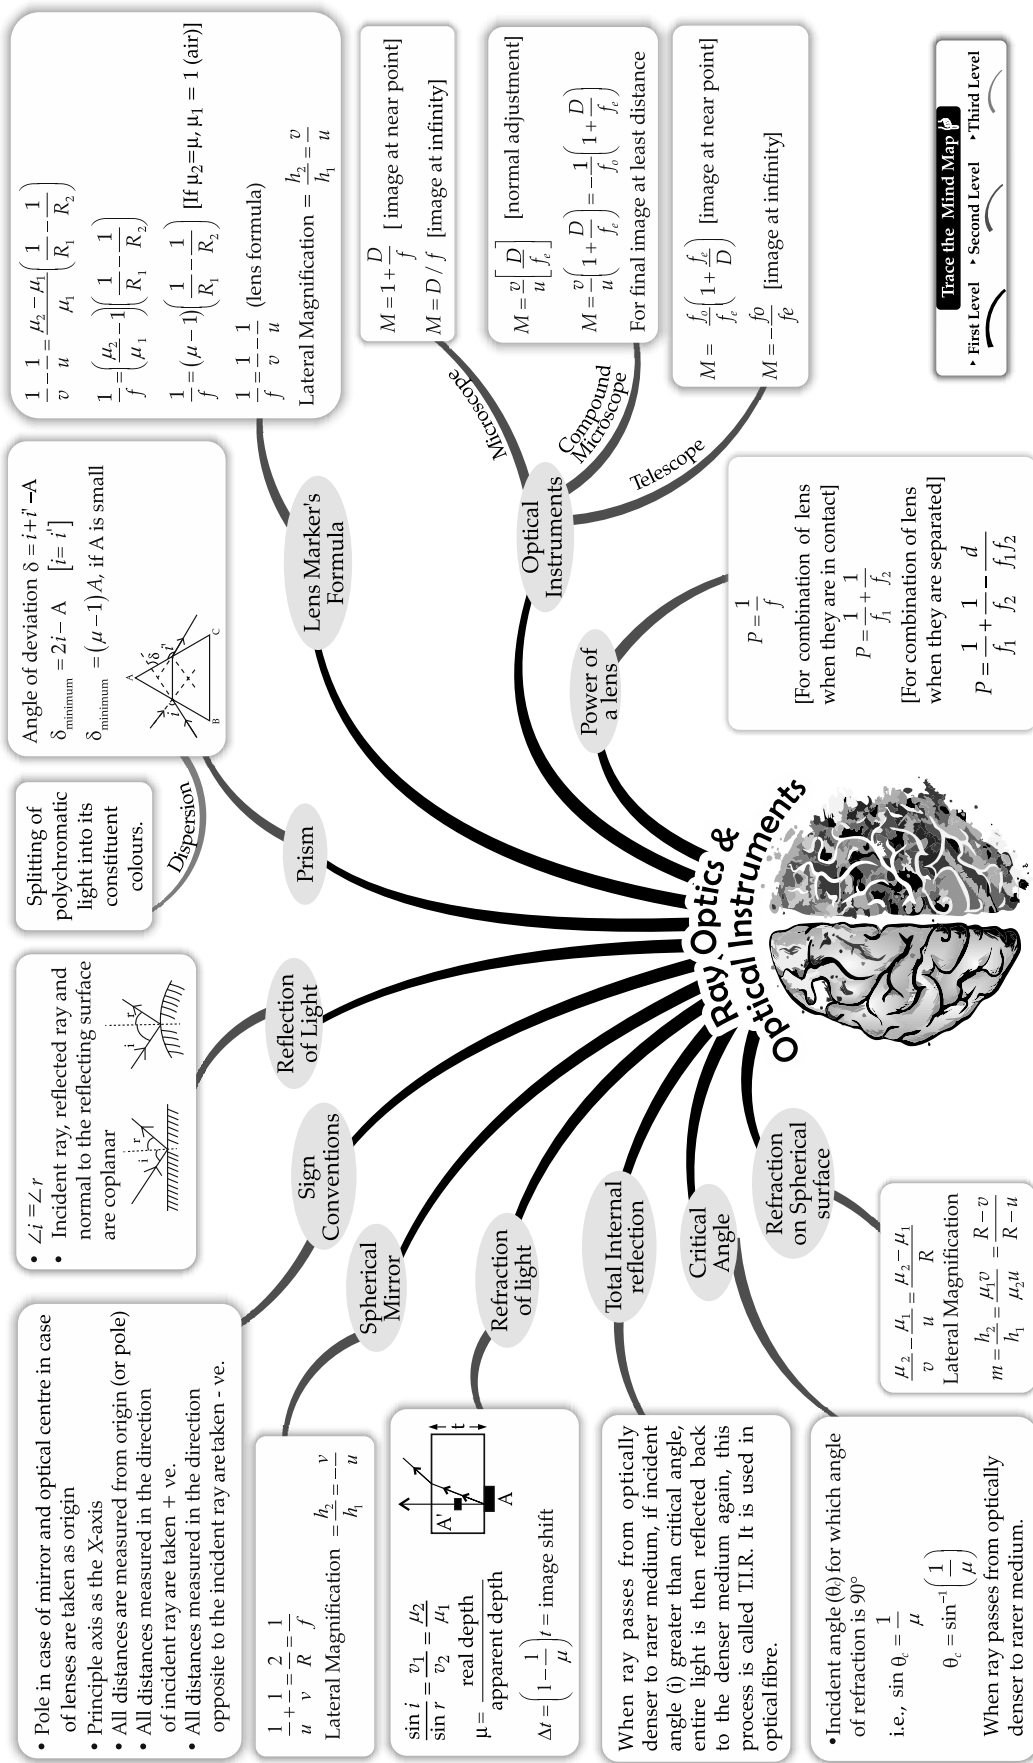 • Pole in case of mirror and optical centre in case
of lenses are taken as origin
• Principle axis as the X-axis
• All distances are measured from origin (or pole)
• All distances measured in the direction
of incident ray are taken + ve.
• All distances measured in the direction
opposite to the incident ray are taken - ve.
Sign
Conventions
• ∠i =∠r
• Incident ray, reflected ray and
normal to the reflecting surface
are coplanar
i r
i r
Reflection
of Light
Splitting of
polychromatic
light into its
constituent
colours.
Dispersion
Prism
Angle of deviation δ = i+i'–A
δ minimum = 2i – A [i= i']
δ minimum = (μ – 1) A, if A is small
A
δ
i i'
B C
1/v - 1/u = (μ2 - μ1)/μ1 (1/R1 - 1/R2)
1/f = (μ2/μ1 - 1)(1/R1 - 1/R2)
1/f = (μ - 1)(1/R1 - 1/R2) [If μ2=μ, μ1 = 1 (air)]
1/f = 1/v - 1/u (lens formula)
Lateral Magnification = h2/h1 = v/u
Lens Marker's
Formula
1/u + 1/v = 2/R = 1/f
Lateral Magnification = h2/h1 = - v/u
Spherical
Mirror
sin i/sin r = v1/v2 = μ2/μ1
μ = real depth/apparent depth
Δt = (1 - 1/μ) t = image shift
A'
A
t
Refraction
of light
When ray passes from optically
denser to rarer medium, if incident
angle (i) greater than critical angle,
entire light is then reflected back
to the denser medium again, this
process is called T.I.R. It is used in
optical fibre.
Total Internal
reflection
• Incident angle (θc) for which angle
of refraction is 90°
i.e., sin θc = 1/μ
θc = sin⁻¹ (1/μ)
When ray passes from optically
denser to rarer medium.
Critical
Angle
μ2/v - μ1/u = (μ2 - μ1)/R
Lateral Magnification
m = h2/h1 = μ1v/μ2u = (R - v)/(R - u)
Refraction
on Spherical
surface
Ray Optics &
Optical Instruments
Power of
a lens
P = 1/f
[For combination of lens
when they are in contact]
P = 1/f1 + 1/f2
[For combination of lens
when they are separated]
P = 1/f1 + 1/f2 - d/f1f2
Optical
Instruments
Microscope
M = 1 + D/f [image at near point]
M = D / f [image at infinity]
Compound
Microscope
M = v/u [D/fe] [normal adjustment]
M = v/u (1 + D/fe) = - 1/fo (1 + D/fe)
For final image at least distance
Telescope
M = fo/fe (1 + fe/D) [image at near point]
M = - fo/fe [image at infinity]
Trace the Mind Map
First Level Second Level Third Level